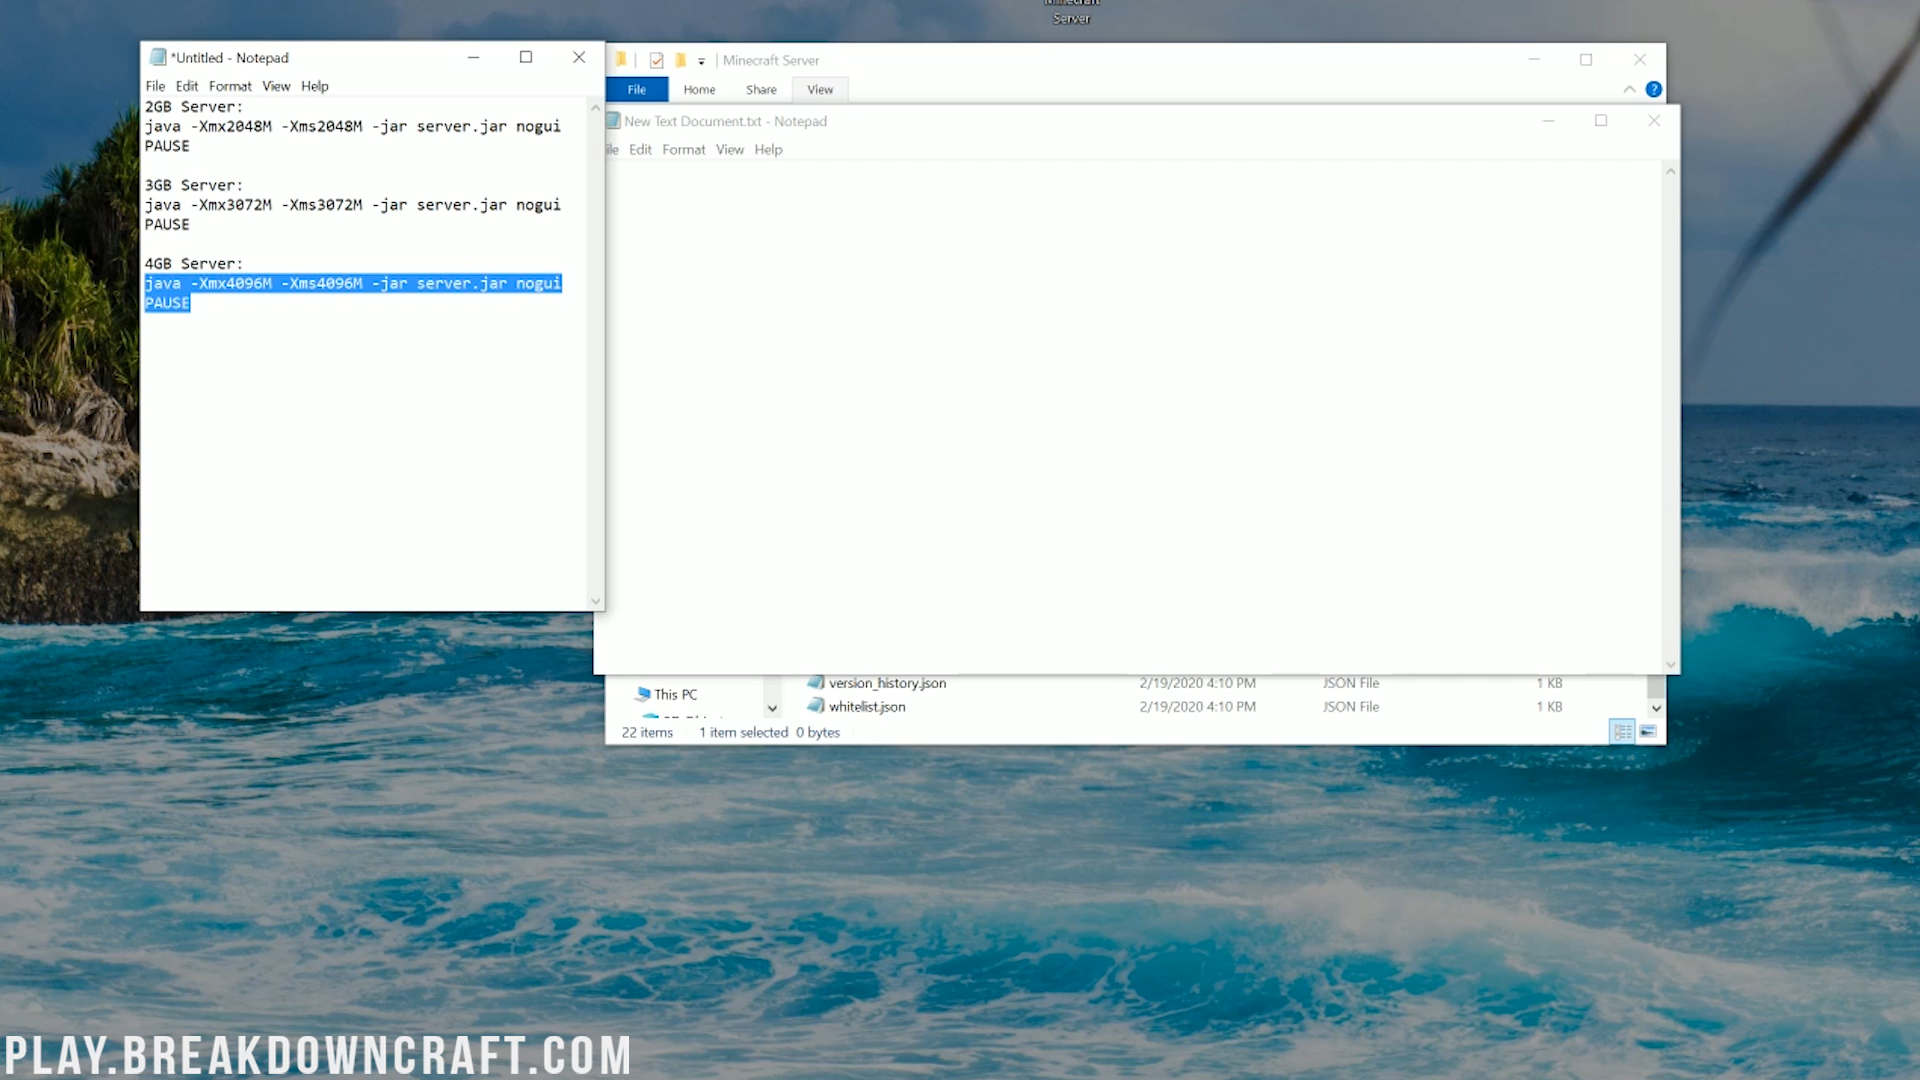 Server
*Untitled - Notepad
File Edit Format View Help
2GB Server:
java -Xmx2048M -Xms2048M -jar server.jar nogui
PAUSE
3GB Server:
java -Xmx3072M -Xms3072M -jar server.jar nogui
PAUSE
4GB Server:
java -Xmx4096M -Xms4096M -jar server.jar nogui
PAUSE
Minecraft Server
File Home Share View
New Text Document.txt - Notepad
Edit Format View Help
This PC
version_history.json 2/19/2020 4:10 PM JSON File 1 KB
whitelist.json 2/19/2020 4:10 PM JSON File 1 KB
22 items 1 item selected 0 bytes
PLAY.BREAKDOWNCRAFT.COM